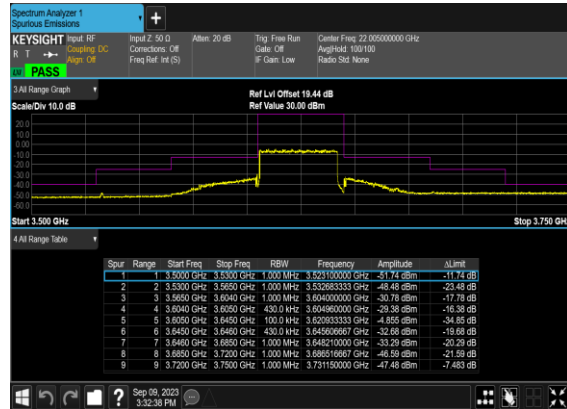 Spectrum Analyzer 1
Spurious Emissions
+
KEYSIGHT Input: RF Input Z: 50 Ω Atten: 20 dB Trig: Free Run Center Freq: 22.005000000 GHz
R T Coupling: DC Corrections: Off Gate: Off Avg|Hold: 100/100
Align: Off Freq Ref: Int (S) IF Gain: Low Radio Std: None
LW PASS
3 All Range Graph Ref Lvl Offset 19.44 dB
Scale/Div 10.0 dB Ref Value 30.00 dBm
20.0
10.0
0.00
-10.0
-20.0
-30.0
-40.0
-50.0
-60.0
Start 3.500 GHz Stop 3.750 GHz
4 All Range Table
Spur Range Start Freq Stop Freq RBW Frequency Amplitude ΔLimit
1 1 3.5000 GHz 3.5300 GHz 1.000 MHz 3.523100000 GHz -51.74 dBm -11.74 dB
2 2 3.5300 GHz 3.5650 GHz 1.000 MHz 3.532683333 GHz -48.48 dBm -23.48 dB
3 3 3.5650 GHz 3.6040 GHz 1.000 MHz 3.604000000 GHz -30.78 dBm -17.78 dB
4 4 3.6040 GHz 3.6050 GHz 430.0 kHz 3.604960000 GHz -29.38 dBm -16.38 dB
5 5 3.6050 GHz 3.6450 GHz 100.0 kHz 3.620933333 GHz -4.855 dBm -34.85 dB
6 6 3.6450 GHz 3.6460 GHz 430.0 kHz 3.645606667 GHz -32.68 dBm -19.68 dB
7 7 3.6460 GHz 3.6850 GHz 1.000 MHz 3.648210000 GHz -33.29 dBm -20.29 dB
8 8 3.6850 GHz 3.7200 GHz 1.000 MHz 3.686516667 GHz -46.59 dBm -21.59 dB
9 9 3.7200 GHz 3.7500 GHz 1.000 MHz 3.731150000 GHz -47.48 dBm -7.483 dB
? Sep 09, 2023
3:32:38 PM